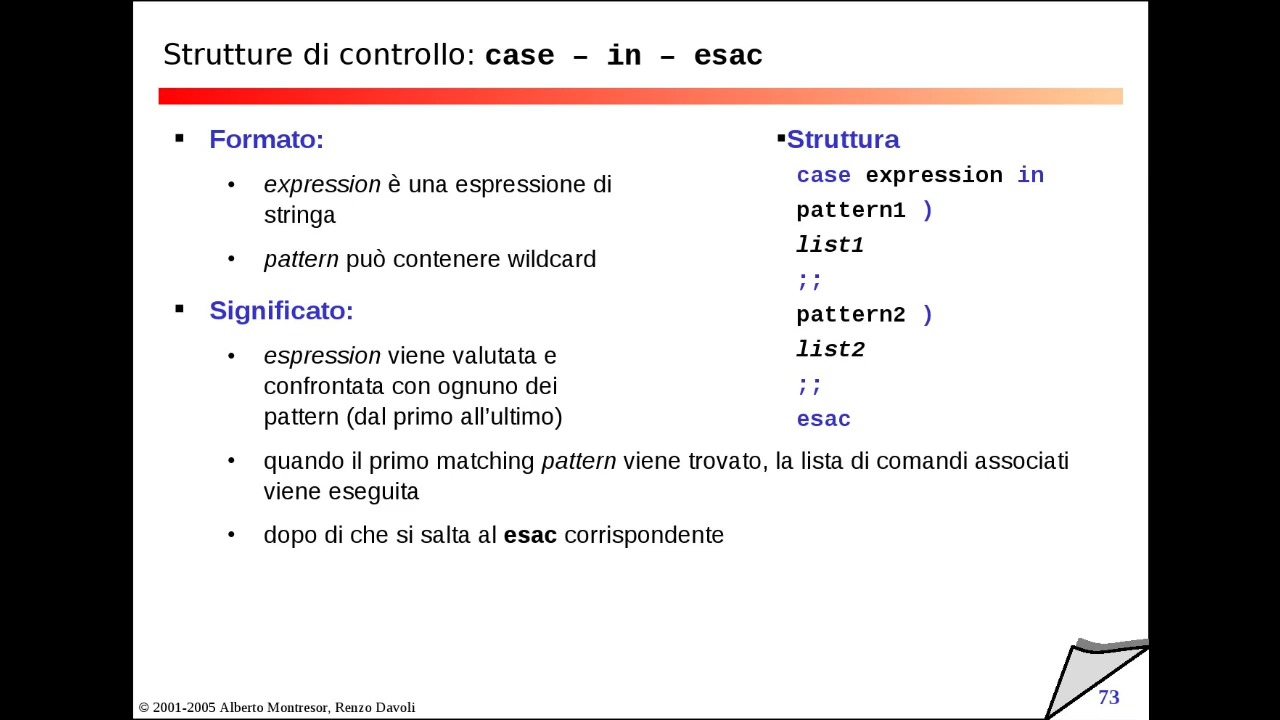 Strutture di controllo: case – in – esac
Formato:
• expression è una espressione di
stringa
• pattern può contenere wildcard
Significato:
• espression viene valutata e
confrontata con ognuno dei
pattern (dal primo all’ultimo)
• quando il primo matching pattern viene trovato, la lista di comandi associati
viene eseguita
• dopo di che si salta al esac corrispondente
Struttura
case expression in
pattern1 )
list1
;;
pattern2 )
list2
;;
esac
© 2001-2005 Alberto Montresor, Renzo Davoli
73